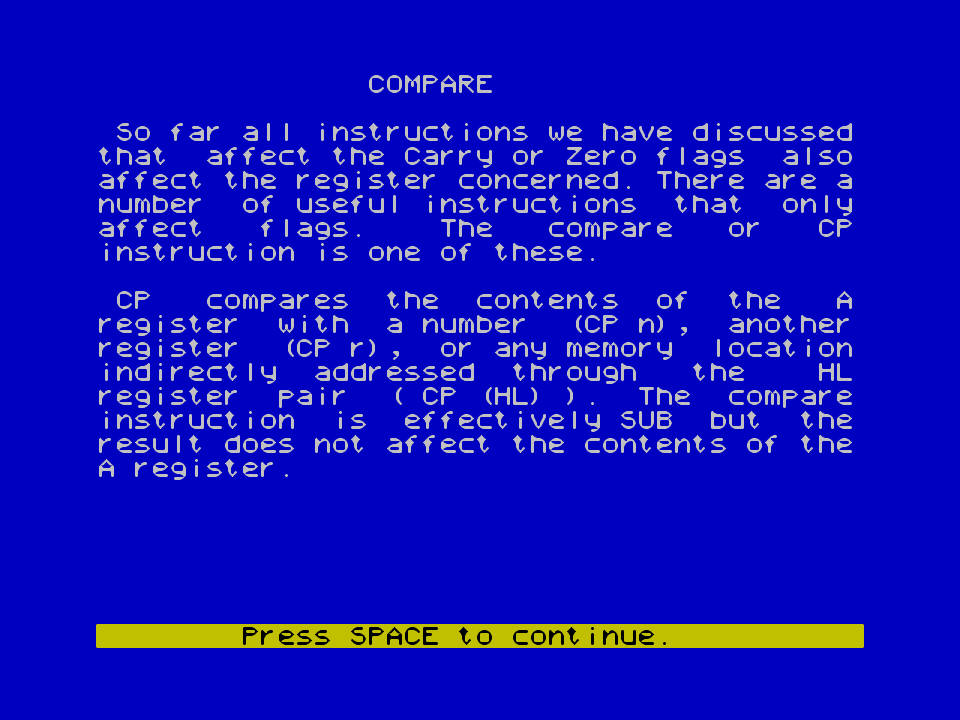 COMPARE
So far all instructions we have discussed
that affect the Carry or Zero flags also
affect the register concerned. There are a
number of useful instructions that only
affect flags. The compare or CP
instruction is one of these.
CP compares the contents of the A
register with a number (CP n), another
register (CP r), or any memory location
indirectly addressed through the HL
register pair ( CP (HL) ). The compare
instruction is effectively SUB but the
result does not affect the contents of the
A register.
Press SPACE to continue.